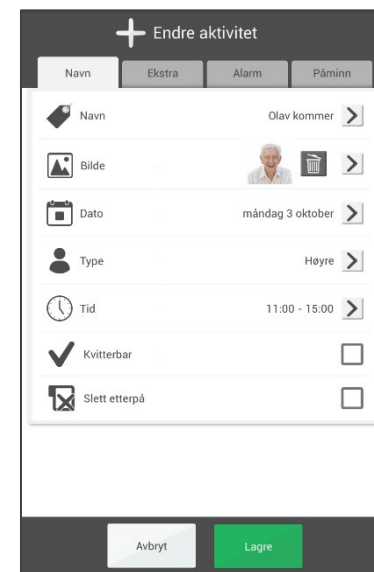 Endre aktivitet
Navn Ekstra Alarm Påminn
Navn Olav kommer
Bilde
Dato måndag 3 oktober
Type Høyre
Tid 11:00 - 15:00
Kvitterbar
Slett etterpå
Avbryt Lagre